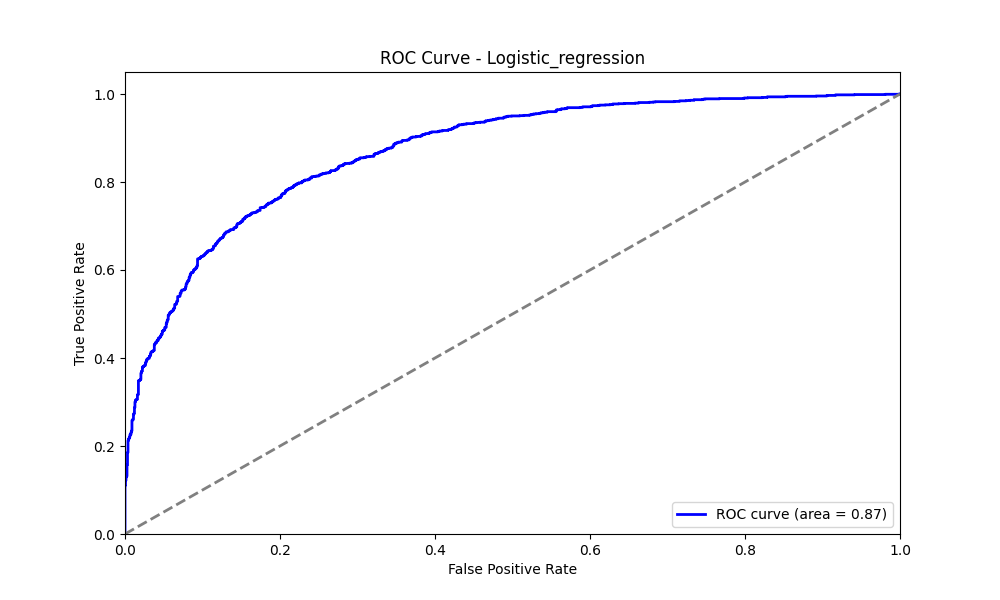 ROC Curve - Logistic_regression
True Positive Rate
1.0
0.8
0.6
0.4
0.2
0.0
0.0 0.2 0.4 0.6 0.8 1.0
False Positive Rate
ROC curve (area = 0.87)